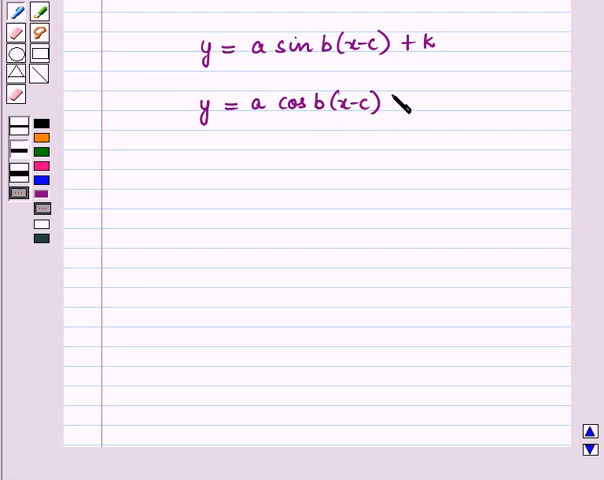 y = a sin b(x-c) + k
y = a cos b(x-c)